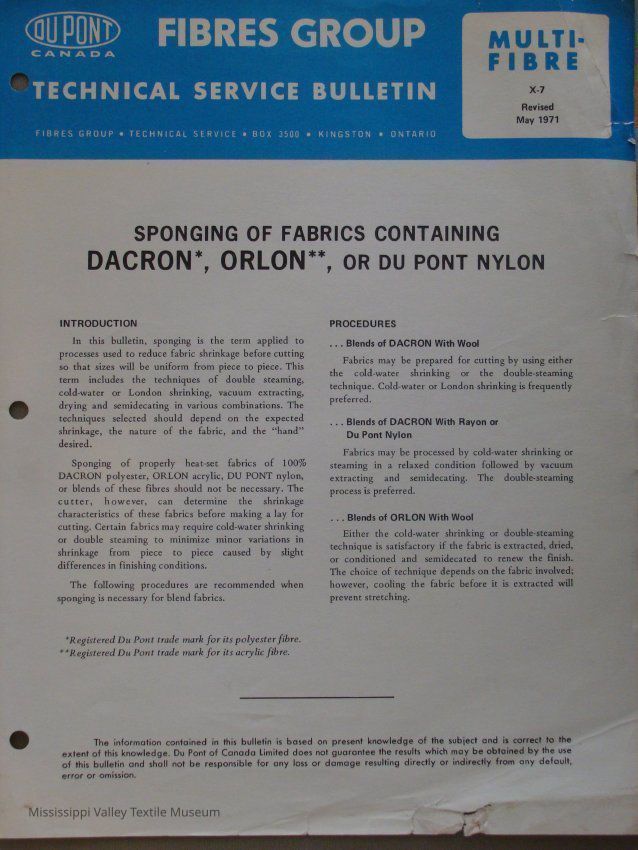 DU PONT
CANADA
FIBRES GROUP
TECHNICAL SERVICE BULLETIN
FIBRES GROUP • TECHNICAL SERVICE • BOX 3500 • KINGSTON • ONTARIO
MULTI-
FIBRE
X-7
Revised
May 1971
SPONGING OF FABRICS CONTAINING
DACRON*, ORLON**, OR DU PONT NYLON
INTRODUCTION
In this bulletin, sponging is the term applied to
processes used to reduce fabric shrinkage before cutting
so that sizes will be uniform from piece to piece. This
term includes the techniques of double steaming,
cold-water or London shrinking, vacuum extracting,
drying and semidecating in various combinations. The
techniques selected should depend on the expected
shrinkage, the nature of the fabric, and the "hand"
desired.
Sponging of properly heat-set fabrics of 100%
DACRON polyester, ORLON acrylic, DU PONT nylon,
or blends of these fibres should not be necessary. The
cutter, however, can determine the shrinkage
characteristics of these fabrics before making a lay for
cutting. Certain fabrics may require cold-water shrinking
or double steaming to minimize minor variations in
shrinkage from piece to piece caused by slight
differences in finishing conditions.
The following procedures are recommended when
sponging is necessary for blend fabrics.
*Registered Du Pont trade mark for its polyester fibre.
**Registered Du Pont trade mark for its acrylic fibre.
PROCEDURES
. . . Blends of DACRON With Wool
Fabrics may be prepared for cutting by using either
the cold-water shrinking or the double-steaming
technique. Cold-water or London shrinking is frequently
preferred.
. . . Blends of DACRON With Rayon or
Du Pont Nylon
Fabrics may be processed by cold-water shrinking or
steaming in a relaxed condition followed by vacuum
extracting and semidecating. The double-steaming
process is preferred.
. . . Blends of ORLON With Wool
Either the cold-water shrinking or double-steaming
technique is satisfactory if the fabric is extracted, dried,
or conditioned and semidecated to renew the finish.
The choice of technique depends on the fabric involved;
however, cooling the fabric before it is extracted will
prevent stretching.
The information contained in this bulletin is based on present knowledge of the subject and is correct to the
extent of this knowledge. Du Pont of Canada Limited does not guarantee the results which may be obtained by the use
of this bulletin and shall not be responsible for any loss or damage resulting directly or indirectly from any default,
error or omission.
Mississippi Valley Textile Museum